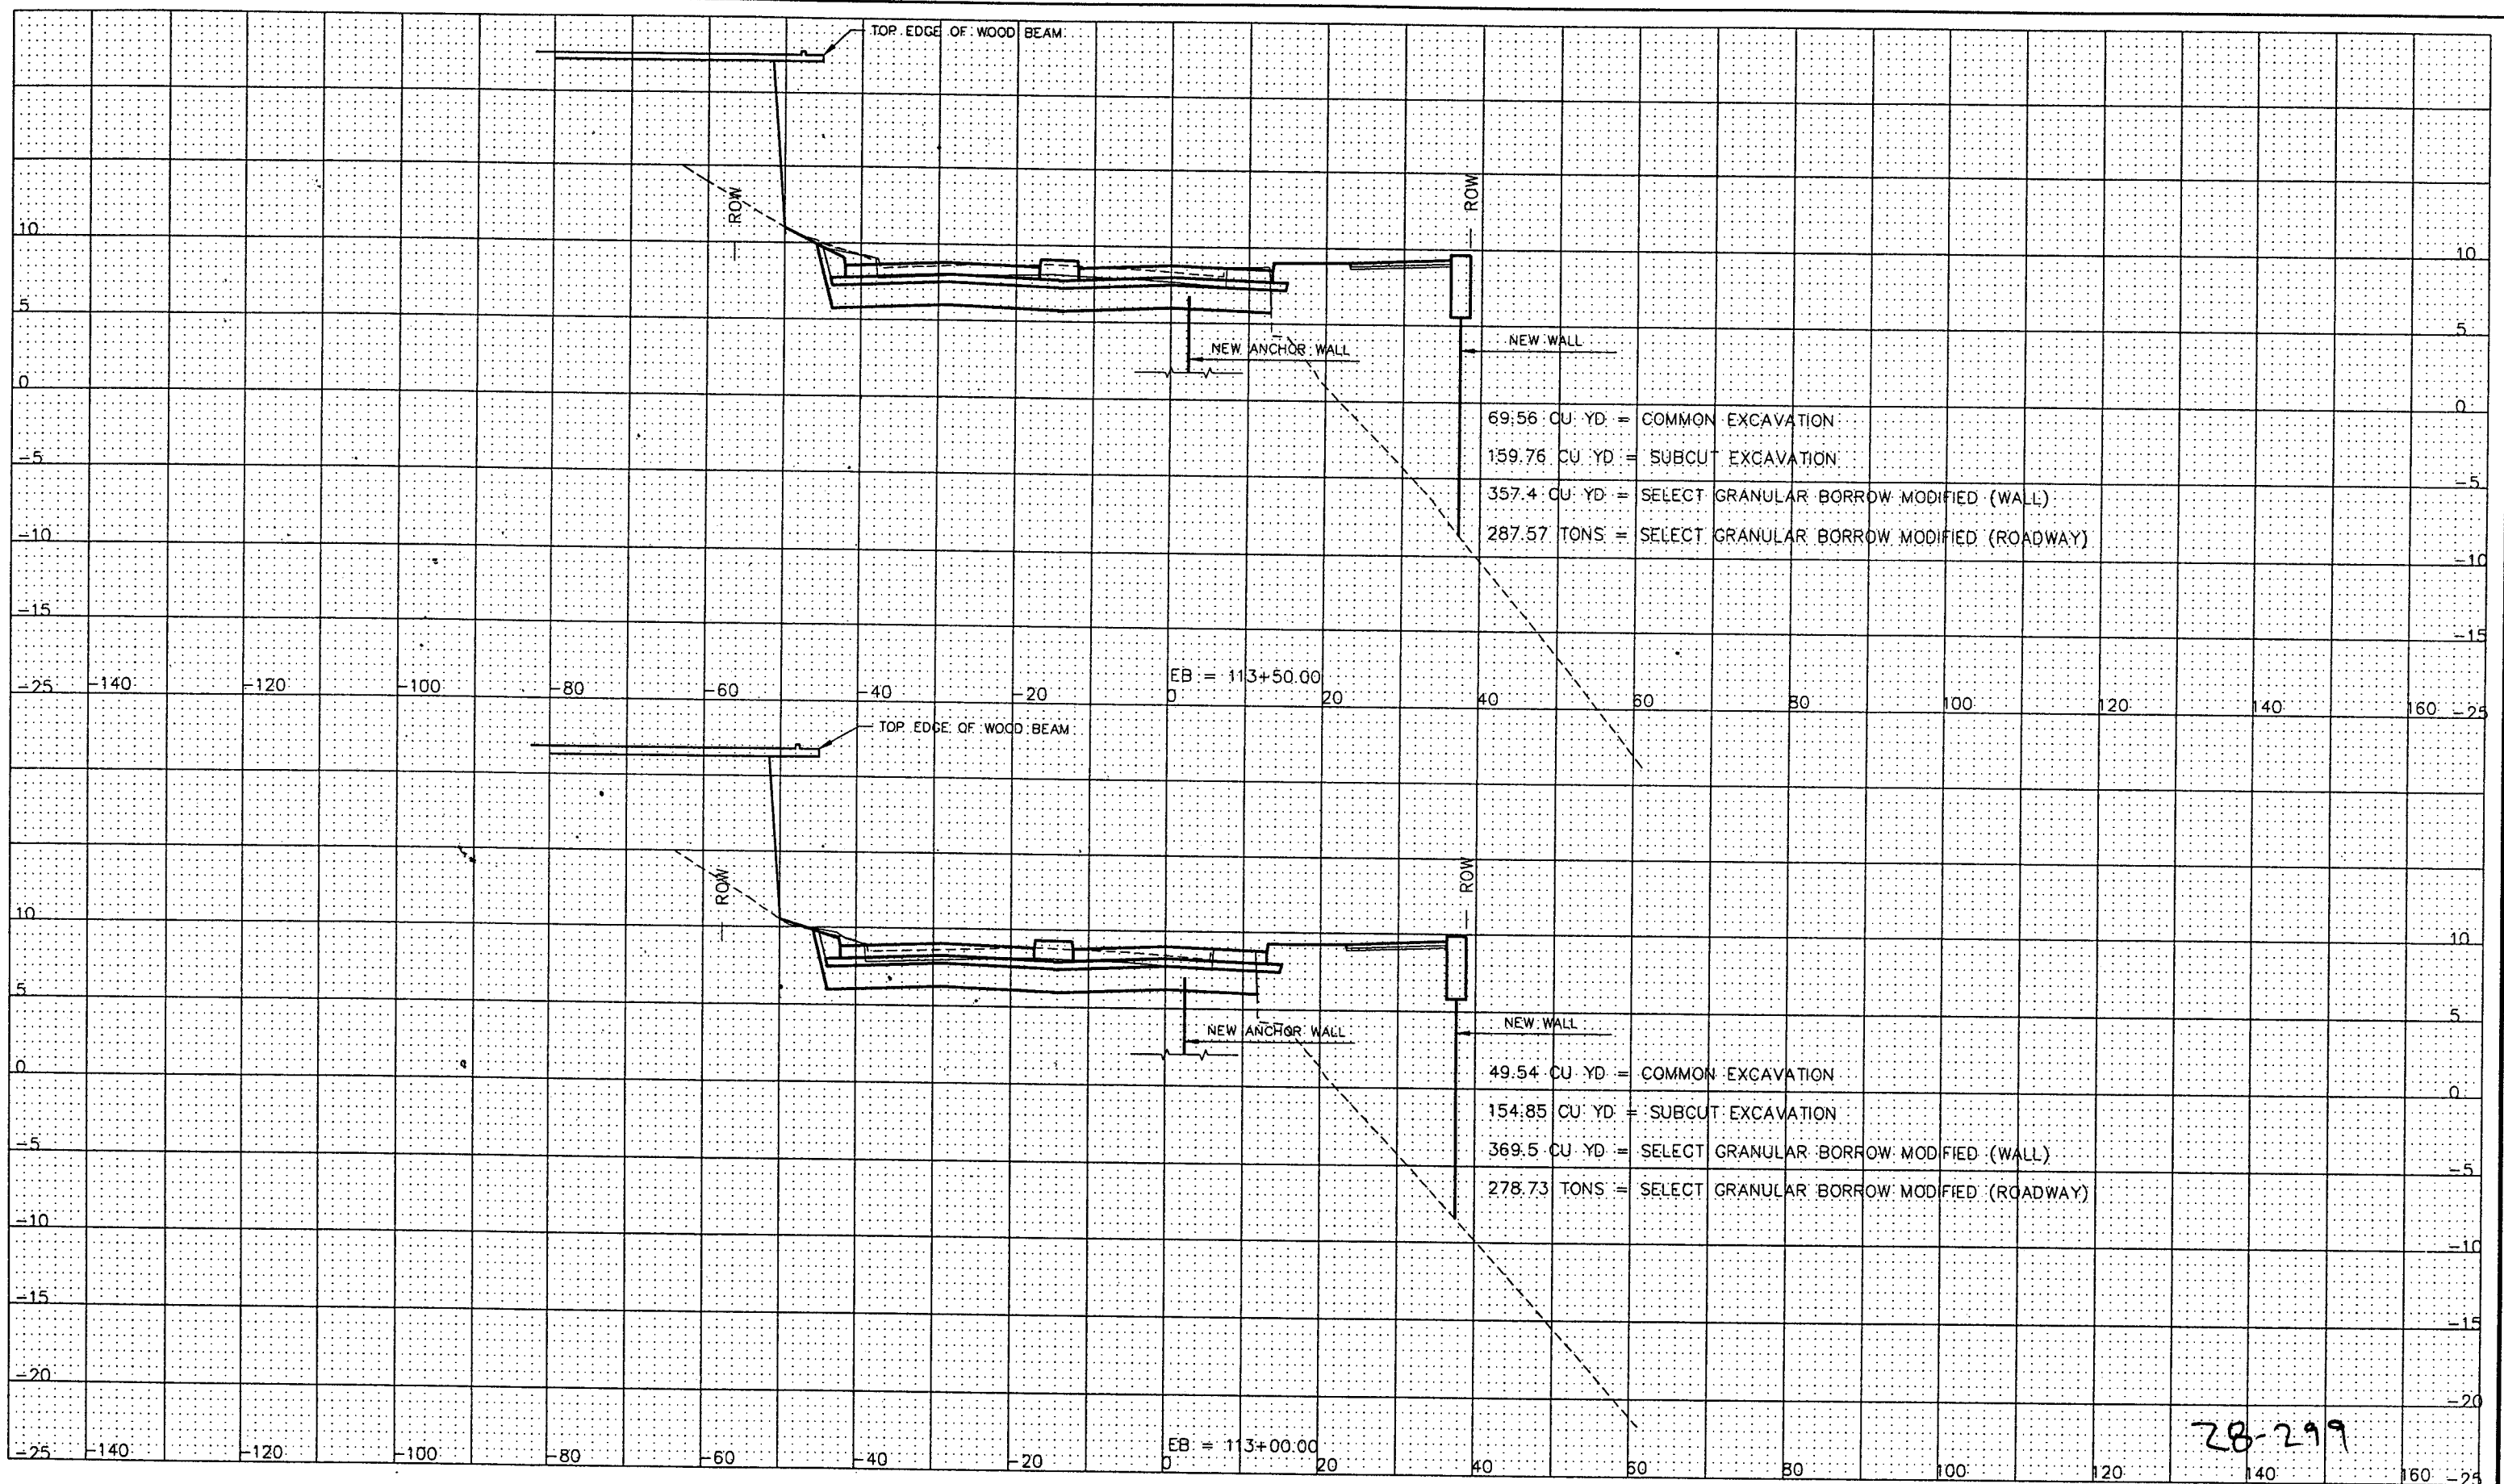 TOP EDGE OF WOOD BEAM
ROW
ROW
10 10
5 5
NEW ANCHOR WALL
NEW WALL
0 0
69.56 CU YD = COMMON EXCAVATION
159.76 CU YD = SUBCUT EXCAVATION
-5 -5
357.4 CU YD = SELECT GRANULAR BORROW MODIFIED (WALL)
287.57 TONS = SELECT GRANULAR BORROW MODIFIED (ROADWAY)
-10 -10
-15 -15
EB = 113+50.00
-25 -140 -120 -100 -80 -60 -40 -20 0 20 40 60 80 100 120 140 160 -25
TOP EDGE OF WOOD BEAM
ROW
ROW
10 10
5 5
NEW ANCHOR WALL
NEW WALL
0 0
49.54 CU YD = COMMON EXCAVATION
154.85 CU YD = SUBCUT EXCAVATION
-5 -5
369.5 CU YD = SELECT GRANULAR BORROW MODIFIED (WALL)
278.73 TONS = SELECT GRANULAR BORROW MODIFIED (ROADWAY)
-10 -10
-15 -15
-20 -20
28-299
EB = 113+00.00
-25 -140 -120 -100 -80 -60 -40 -20 0 20 40 60 80 100 120 140 160 -25